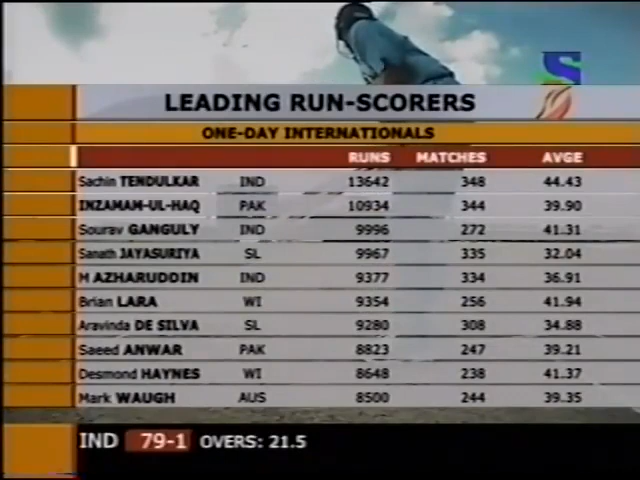 LEADING RUN-SCORERS
ONE-DAY INTERNATIONALS
RUNS MATCHES AVGE
Sachin TENDULKAR IND 13642 348 44.43
INZAMAM-UL-HAQ PAK 10934 344 39.90
Sourav GANGULY IND 9996 272 41.31
Sanath JAYASURIYA SL 9967 335 32.04
M AZHARUDDIN IND 9377 334 36.91
Brian LARA WI 9354 256 41.94
Aravinda DE SILVA SL 9280 308 34.88
Saeed ANWAR PAK 8823 247 39.21
Desmond HAYNES WI 8648 238 41.37
Mark WAUGH AUS 8500 244 39.35
IND 79-1 OVERS: 21.5